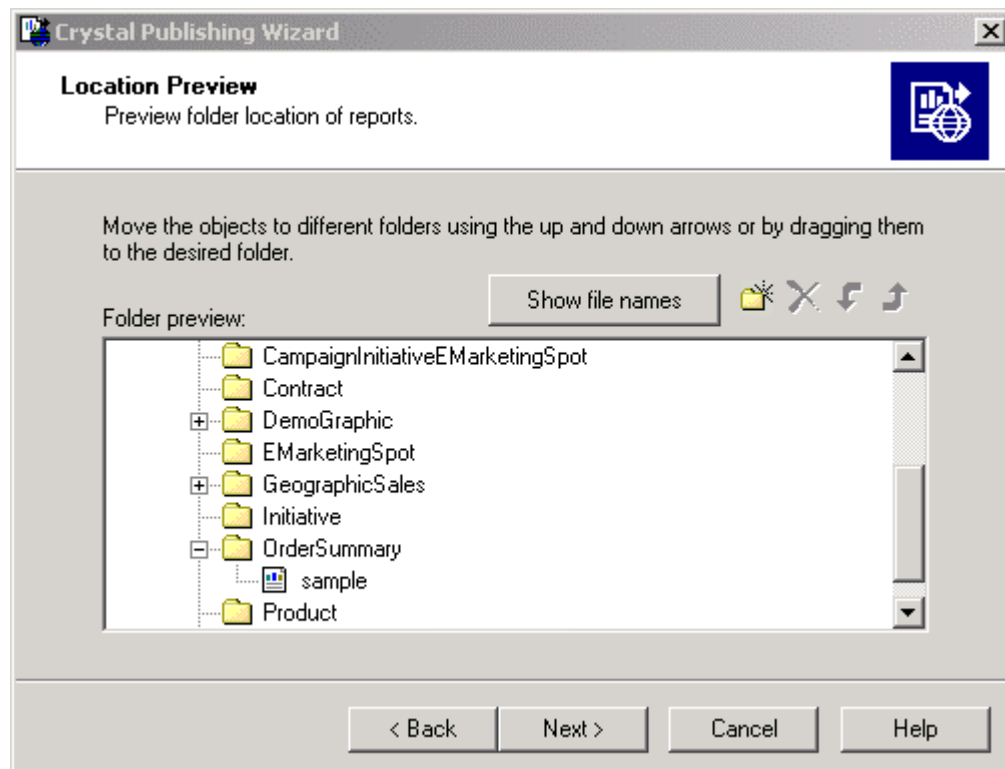 Crystal Publishing Wizard
Location Preview
Preview folder location of reports.
Move the objects to different folders using the up and down arrows or by dragging them
to the desired folder.
Show file names
Folder preview:
CampaignInitiativeEMarketingSpot
Contract
DemoGraphic
EMarketingSpot
GeographicSales
Initiative
OrderSummary
sample
Product
< Back Next > Cancel Help